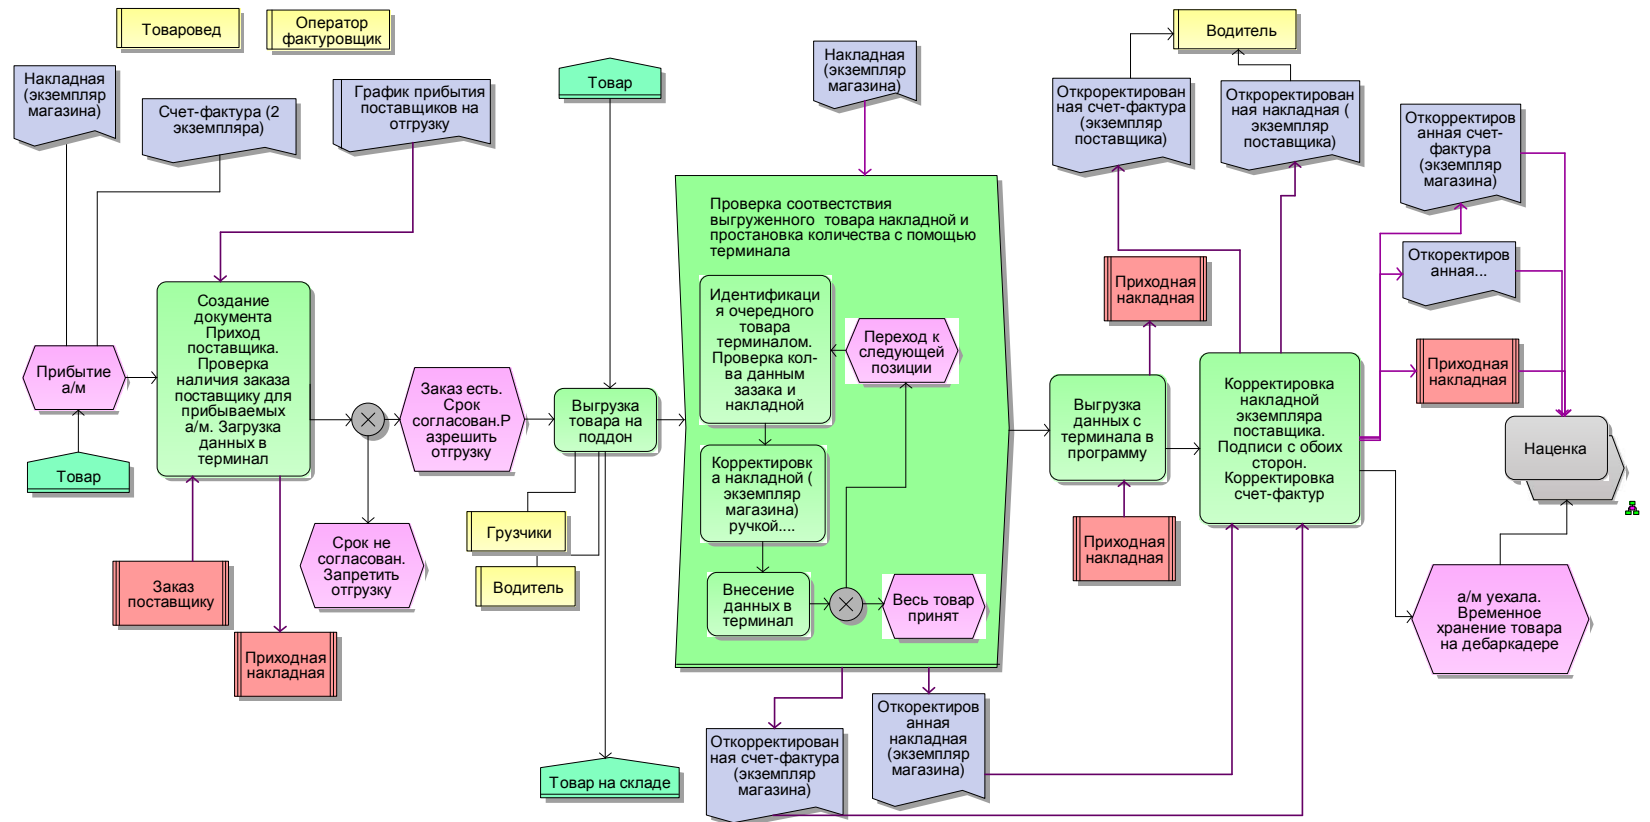 Товаровед
Оператор
фактуровщик
Накладная
(экземпляр
магазина)
Счет-фактура (2
экземпляра)
График прибытия
поставщиков на
отгрузку
Товар
Накладная
(экземпляр
магазина)
Водитель
Откроректирован
ная счет-фактура
(экземпляр
поставщика)
Откроректирован
ная накладная (
экземпляр
поставщика)
Откорректиров
анная счет-
фактура
(экземпляр
магазина)
Откоректиров
анная...
Приходная
накладная
Приходная
накладная
Наценка
Прибытие
а/м
Товар
Создание
документа
Приход
поставщика.
Проверка
наличия заказа
поставщику для
прибываемых
а/м. Загрузка
данных в
терминал
Заказ есть.
Срок
согласован.Р
азрешить
отгрузку
Срок не
согласован.
Запретить
отгрузку
Заказ
поставщику
Приходная
накладная
Выгрузка
товара на
поддон
Грузчики
Водитель
Товар на складе
Проверка соотвестствия
выгруженного товара накладной и
простановка количества с помощью
терминала
Идентификаци
я очередного
товара
терминалом.
Проверка кол-
ва данным
зазака и
накладной
Переход к
следующей
позиции
Корректировк
а накладной (
экземпляр
магазина)
ручкой....
Внесение
данных в
терминал
Весь товар
принят
Откорректирован
ная счет-фактура
(экземпляр
магазина)
Откоректиров
анная
накладная
(экземпляр
магазина)
Выгрузка
данных с
терминала в
программу
Приходная
накладная
Корректировка
накладной
экземпляра
поставщика.
Подписи с обоих
сторон.
Корректировка
счет-фактур
а/м уехала.
Временное
хранение товара
на дебаркадере